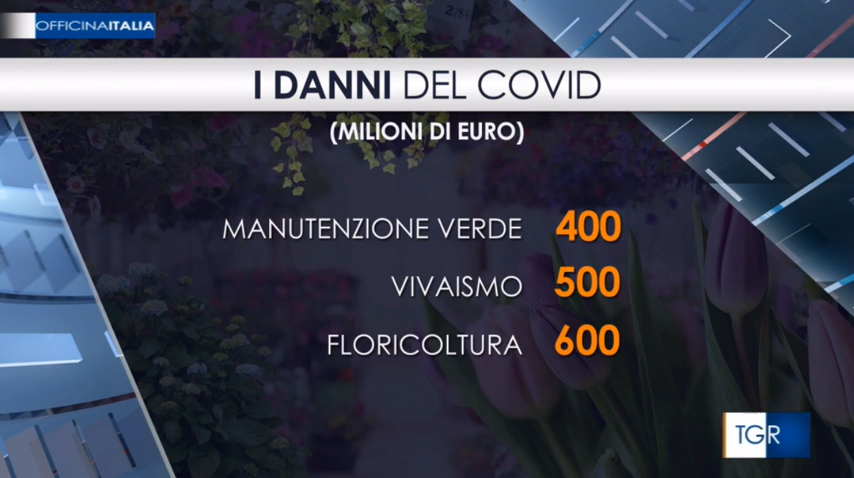 OFFICINAITALIA
I DANNI DEL COVID
(MILIONI DI EURO)
MANUTENZIONE VERDE 400
VIVAISMO 500
FLORICOLTURA 600
TGR